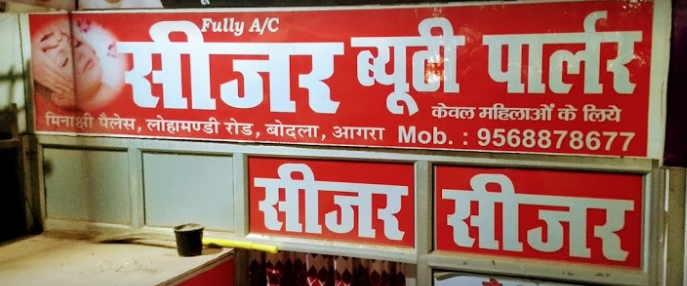 Fully A/C
सीजर ब्यूटी पार्लर
केवल महिलाओं के लिये
मिनाक्षी पैलेस, लोहामण्डी रोड, बोदला, आगरा Mob. : 9568878677
सीजर सीजर